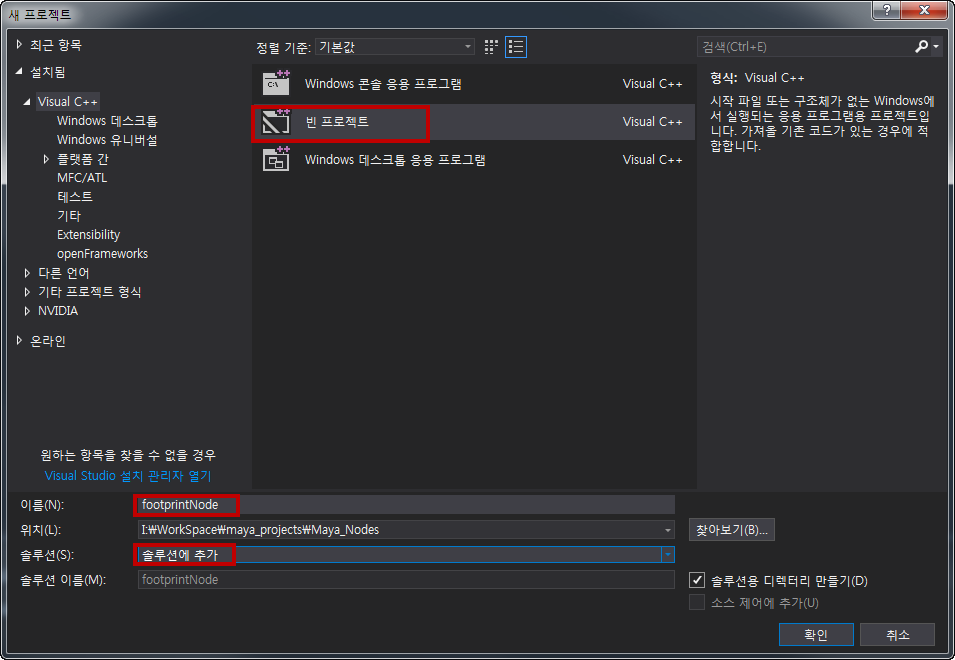 새 프로젝트
?
최근 항목
설치됨
Visual C++
Windows 데스크톱
Windows 유니버설
플랫폼 간
MFC/ATL
테스트
기타
Extensibility
openFrameworks
다른 언어
기타 프로젝트 형식
NVIDIA
온라인
원하는 항목을 찾을 수 없을 경우
Visual Studio 설치 관리자 열기
정렬 기준: 기본값
Windows 콘솔 응용 프로그램 Visual C++
빈 프로젝트 Visual C++
Windows 데스크톱 응용 프로그램 Visual C++
검색(Ctrl+E)
형식: Visual C++
시작 파일 또는 구조체가 없는 Windows에
서 실행되는 응용 프로그램용 프로젝트입
니다. 가져올 기존 코드가 있는 경우에 적
합합니다.
이름(N): footprintNode
위치(L): I:₩WorkSpace₩maya_projects₩Maya_Nodes 찾아보기(B)...
솔루션(S): 솔루션에 추가
솔루션 이름(M): footprintNode
솔루션용 디렉터리 만들기(D)
소스 제어에 추가(U)
확인 취소